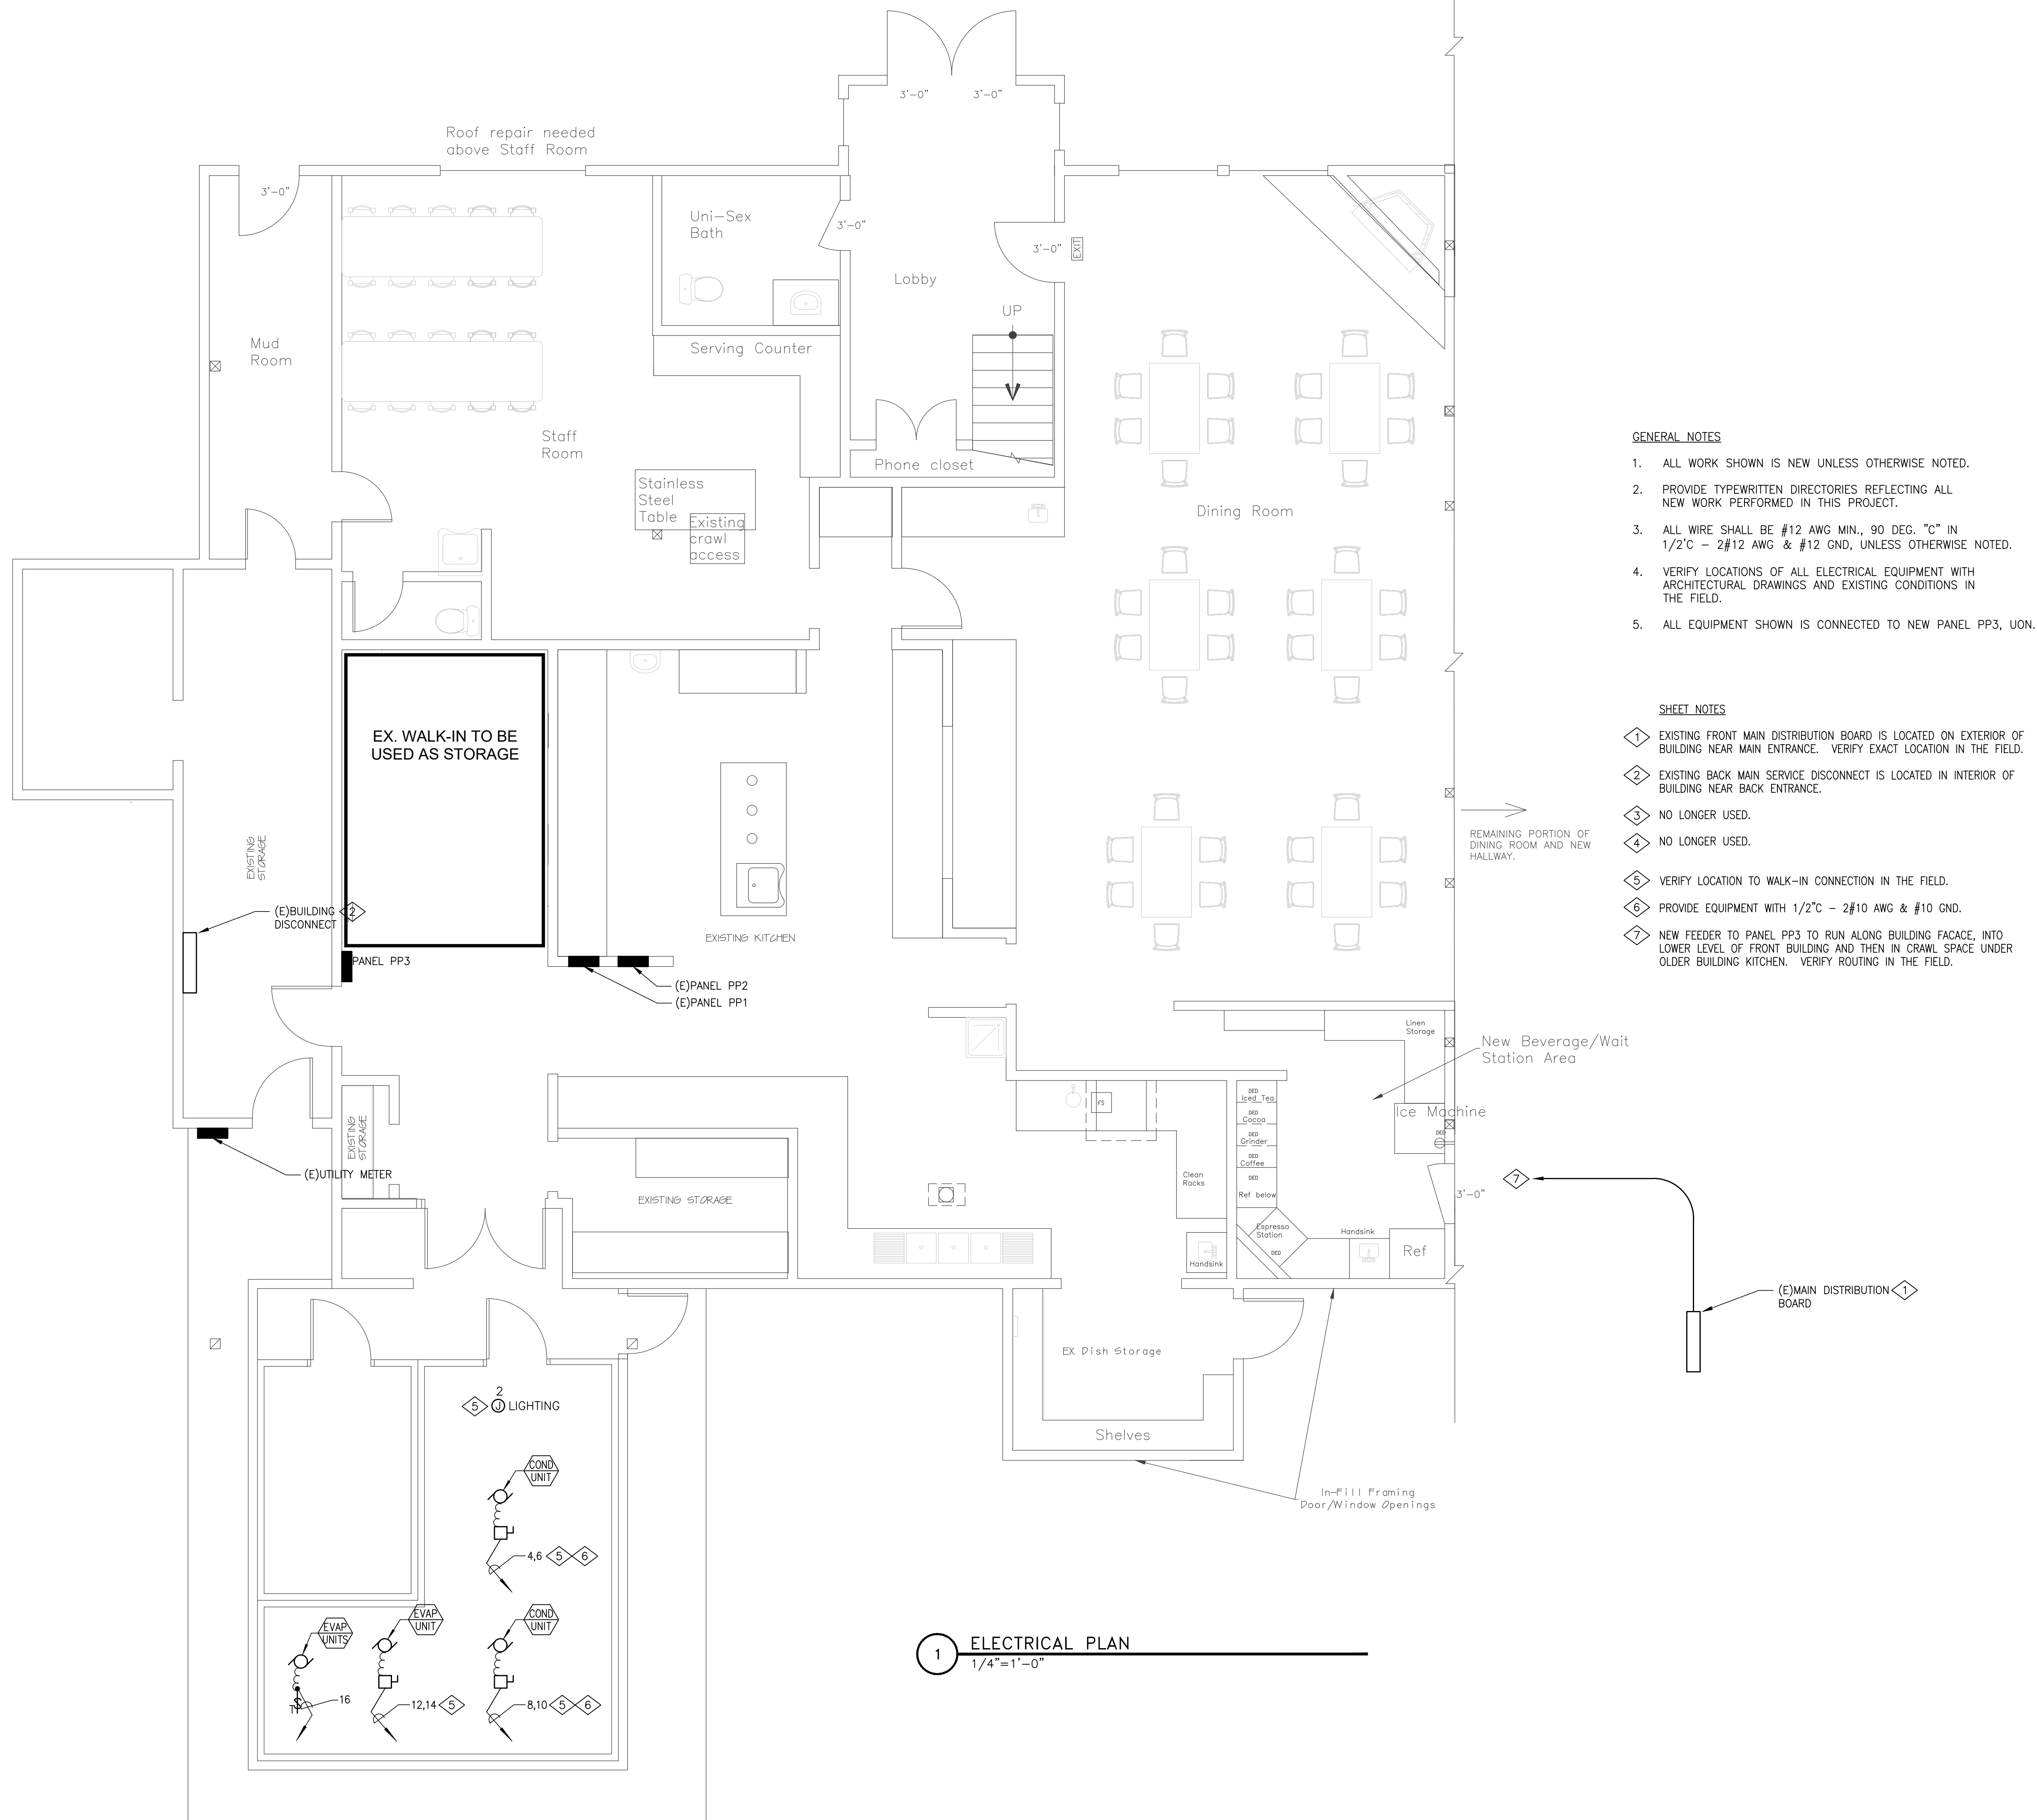 3'-0"
3'-0"
Roof repair needed
above Staff Room
3'-0"
Uni-Sex
Bath
3'-0"
3'-0"
EXIT
Lobby
UP
Mud
Room
Serving Counter
Staff
Room
Phone closet
Stainless
Steel
Table
Existing
crawl
access
Dining Room
EX. WALK-IN TO BE
USED AS STORAGE
EXISTING
STORAGE
(E)BUILDING 2
DISCONNECT
PANEL PP3
EXISTING KITCHEN
(E)PANEL PP2
(E)PANEL PP1
REMAINING PORTION OF
DINING ROOM AND NEW
HALLWAY.
Linen
Storage
New Beverage/Wait
Station Area
FS
DED
Iced Tea
DED
Cocoa
DED
Grinder
DED
Coffee
DED
Ref below
Ice Machine
DED
EXISTING
STORAGE
(E)UTILITY METER
EXISTING STORAGE
Clean
Racks
3'-0"
Espresso
Station
DED
Handsink
Ref
Handsink
7
(E)MAIN DISTRIBUTION 1
BOARD
EX. Dish Storage
Shelves
In-Fill Framing
Door/Window Openings
2
5 J LIGHTING
COND
UNIT
4,6 5 6
EVAP
UNITS
EVAP
UNIT
COND
UNIT
T
S
16
12,14 5
8,10 5 6
1 ELECTRICAL PLAN
1/4"=1'-0"
GENERAL NOTES
1. ALL WORK SHOWN IS NEW UNLESS OTHERWISE NOTED.
2. PROVIDE TYPEWRITTEN DIRECTORIES REFLECTING ALL
NEW WORK PERFORMED IN THIS PROJECT.
3. ALL WIRE SHALL BE #12 AWG MIN., 90 DEG. "C" IN
1/2'C - 2#12 AWG & #12 GND, UNLESS OTHERWISE NOTED.
4. VERIFY LOCATIONS OF ALL ELECTRICAL EQUIPMENT WITH
ARCHITECTURAL DRAWINGS AND EXISTING CONDITIONS IN
THE FIELD.
5. ALL EQUIPMENT SHOWN IS CONNECTED TO NEW PANEL PP3, UON.
SHEET NOTES
1 EXISTING FRONT MAIN DISTRIBUTION BOARD IS LOCATED ON EXTERIOR OF
BUILDING NEAR MAIN ENTRANCE. VERIFY EXACT LOCATION IN THE FIELD.
2 EXISTING BACK MAIN SERVICE DISCONNECT IS LOCATED IN INTERIOR OF
BUILDING NEAR BACK ENTRANCE.
3 NO LONGER USED.
4 NO LONGER USED.
5 VERIFY LOCATION TO WALK-IN CONNECTION IN THE FIELD.
6 PROVIDE EQUIPMENT WITH 1/2"C - 2#10 AWG & #10 GND.
7 NEW FEEDER TO PANEL PP3 TO RUN ALONG BUILDING FACACE, INTO
LOWER LEVEL OF FRONT BUILDING AND THEN IN CRAWL SPACE UNDER
OLDER BUILDING KITCHEN. VERIFY ROUTING IN THE FIELD.